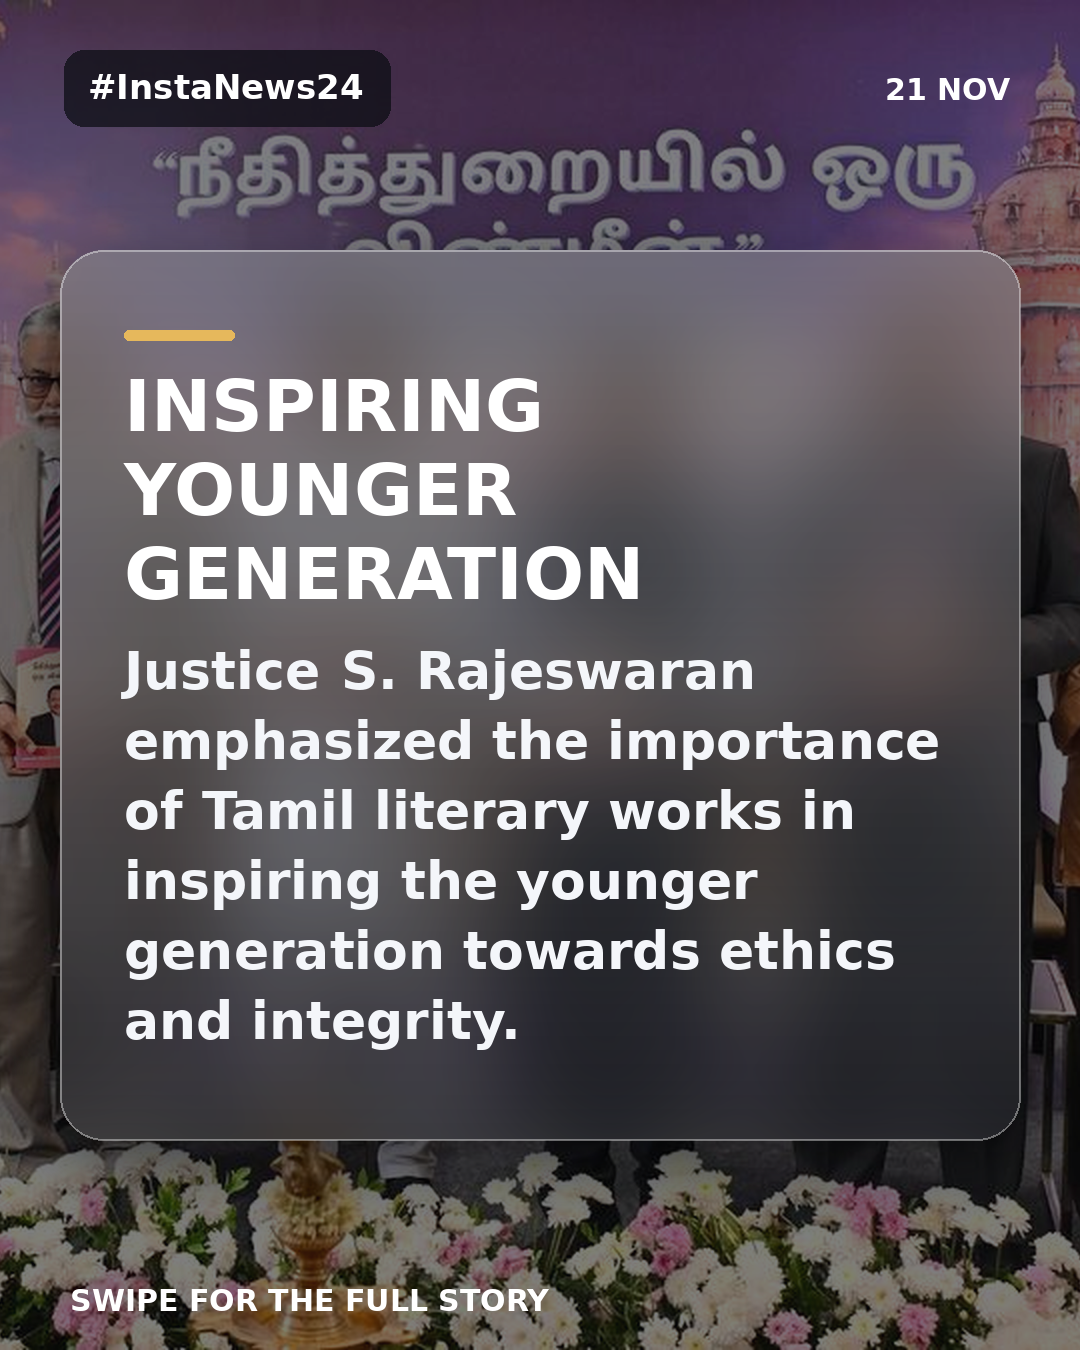 #InstaNews24
21 NOV
“நீதித்துறையில் ஒரு
விண்மீன்”
INSPIRING
YOUNGER
GENERATION
Justice S. Rajeswaran
emphasized the importance
of Tamil literary works in
inspiring the younger
generation towards ethics
and integrity.
SWIPE FOR THE FULL STORY